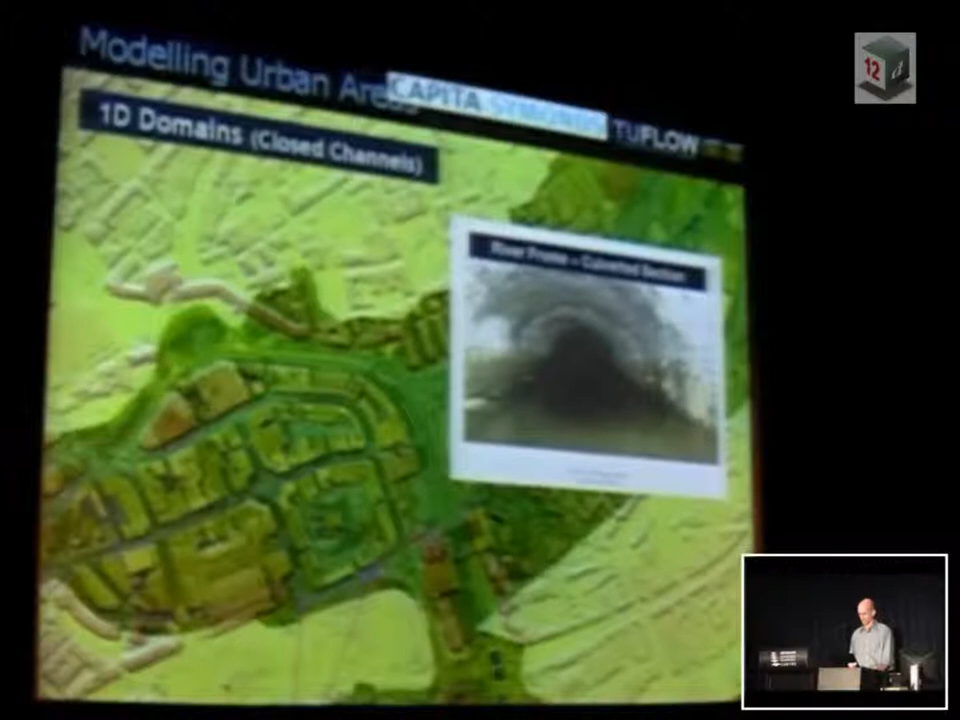 Modelling Urban Areas
CAPITA SYMONDS
TUFLOW
1D Domains (Closed Channels)
River Frome - Culverted Section
12d